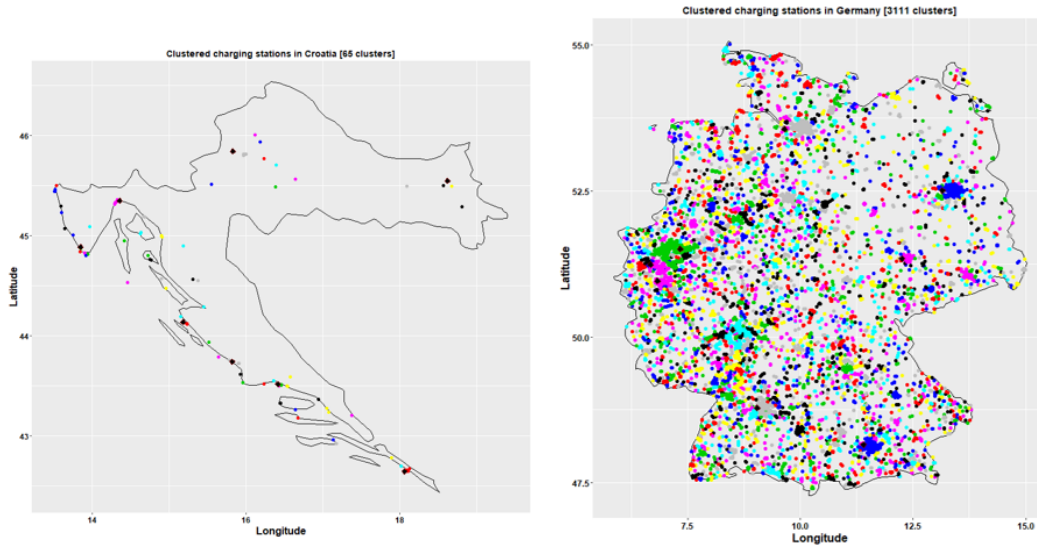 Clustered charging stations in Croatia [65 clusters]
46
45
44
43
Latitude
14
16
18
Longitude
Clustered charging stations in Germany [3111 clusters]
55.0
52.5
50.0
47.5
Latitude
7.5
10.0
12.5
15.0
Longitude